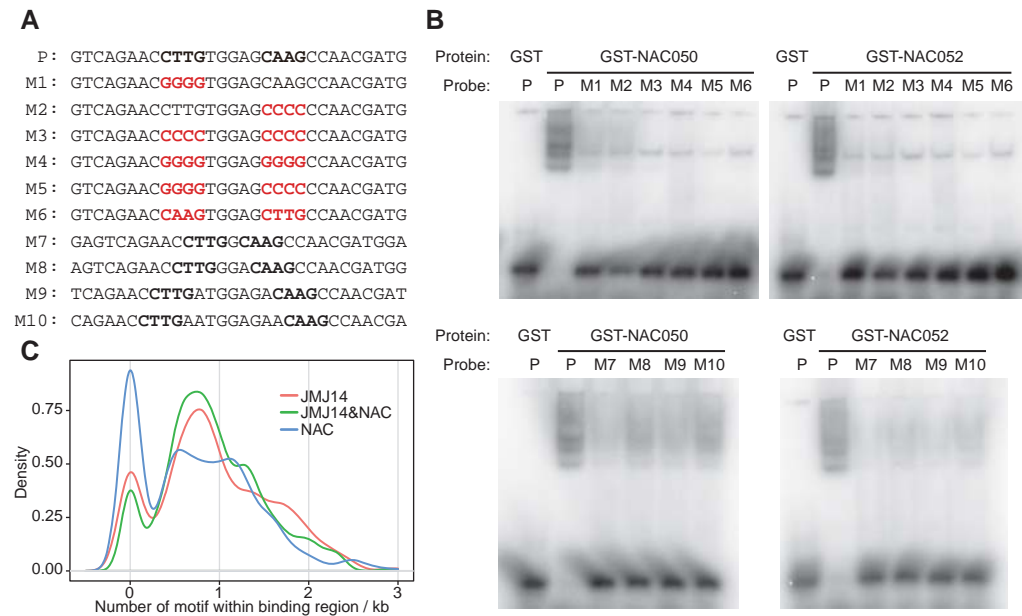 A
P: GTCAGAACCTTGTGGAGCAAGCCAACGATG
M1: GTCAGAACGGGGTGGAGCAAGCCAACGATG
M2: GTCAGAACCTTGTGGAGCCCCCCAACGATG
M3: GTCAGAACCCCCTGGAGCCCCCCAACGATG
M4: GTCAGAACGGGGTGGAGGGGGCCAACGATG
M5: GTCAGAACGGGGTGGAGCCCCCCAACGATG
M6: GTCAGAACCAAGTGGAGCTTGCCAACGATG
M7: GAGTCAGAACCTTGGCAAGCCAACGATGGA
M8: AGTCAGAACCTTGGGACAAGCCAACGATGG
M9: TCAGAACCTTGATGGAGACAAGCCAACGAT
M10: CAGAACCTTGAATGGAGAACAAGCCAACGA
B
Protein: GST GST-NAC050 GST GST-NAC052
Probe: P P M1 M2 M3 M4 M5 M6 P P M1 M2 M3 M4 M5 M6
Protein: GST GST-NAC050 GST GST-NAC052
Probe: P P M7 M8 M9 M10 P P M7 M8 M9 M10
C
Density
0.75
0.50
0.25
0.00
JMJ14
JMJ14&NAC
NAC
0 1 2 3
Number of motif within binding region / kb